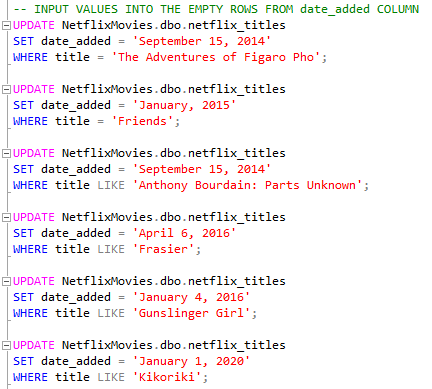 -- INPUT VALUES INTO THE EMPTY ROWS FROM date_added COLUMN
UPDATE NetflixMovies.dbo.netflix_titles
SET date_added = 'September 15, 2014'
WHERE title = 'The Adventures of Figaro Pho';
UPDATE NetflixMovies.dbo.netflix_titles
SET date_added = 'January, 2015'
WHERE title = 'Friends';
UPDATE NetflixMovies.dbo.netflix_titles
SET date_added = 'September 15, 2014'
WHERE title LIKE 'Anthony Bourdain: Parts Unknown';
UPDATE NetflixMovies.dbo.netflix_titles
SET date_added = 'April 6, 2016'
WHERE title LIKE 'Frasier';
UPDATE NetflixMovies.dbo.netflix_titles
SET date_added = 'January 4, 2016'
WHERE title LIKE 'Gunslinger Girl';
UPDATE NetflixMovies.dbo.netflix_titles
SET date_added = 'January 1, 2020'
WHERE title LIKE 'Kikoriki';